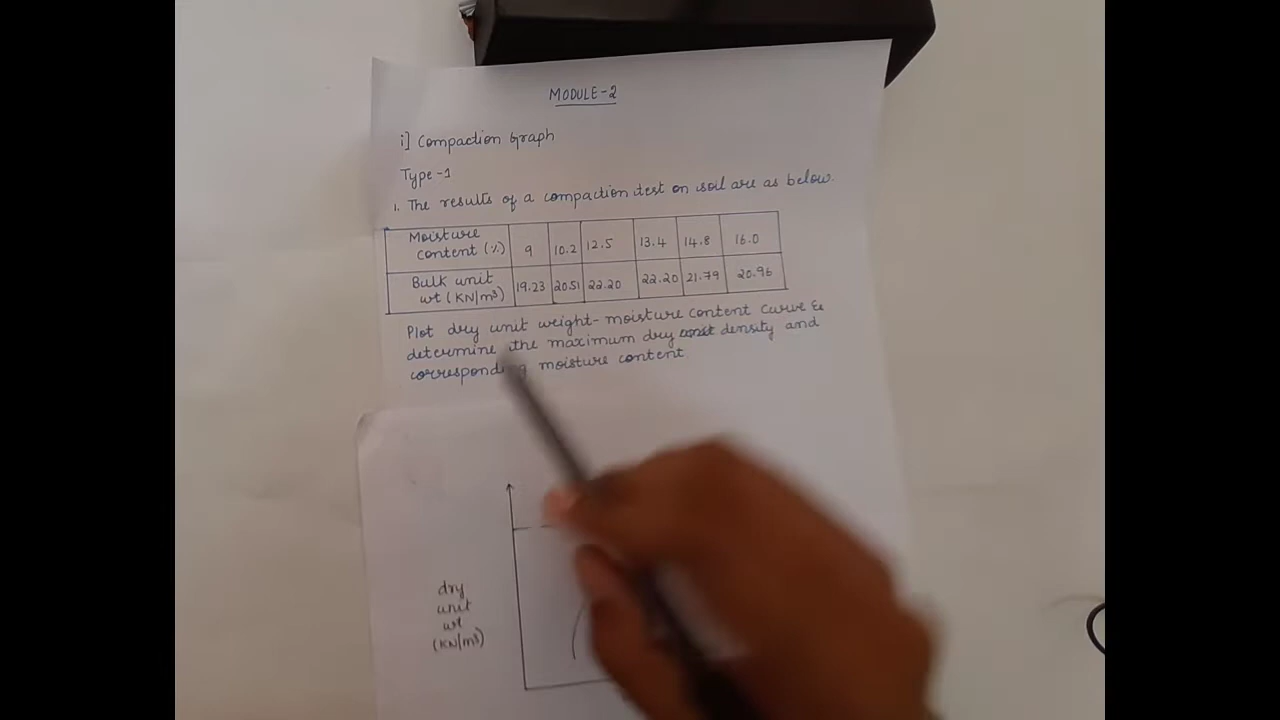 MODULE-2
i] Compaction Graph
Type-1
1. The results of a compaction test on soil are as below.
Moisture content (%) 9 10.2 12.5 13.4 14.8 16.0
Bulk unit wt (KN/m³) 19.23 20.51 22.20 22.20 21.79 20.96
Plot dry unit weight-moisture content curve &
determine the maximum dry density and
corresponding moisture content
dry
unit
wt
(KN/m³)